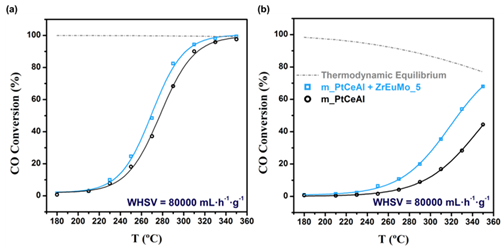 (a)
100
80
60
40
20
0
CO Conversion (%)
WHSV = 80000 mL·h⁻¹·g⁻¹
160 180 200 220 240 260 280 300 320 340 360
T (ºC)
(b)
100
80
60
40
20
0
CO Conversion (%)
Thermodynamic Equilibrium
m_PtCeAl + ZrEuMo_5
m_PtCeAl
WHSV = 80000 mL·h⁻¹·g⁻¹
160 180 200 220 240 260 280 300 320 340 360
T (ºC)